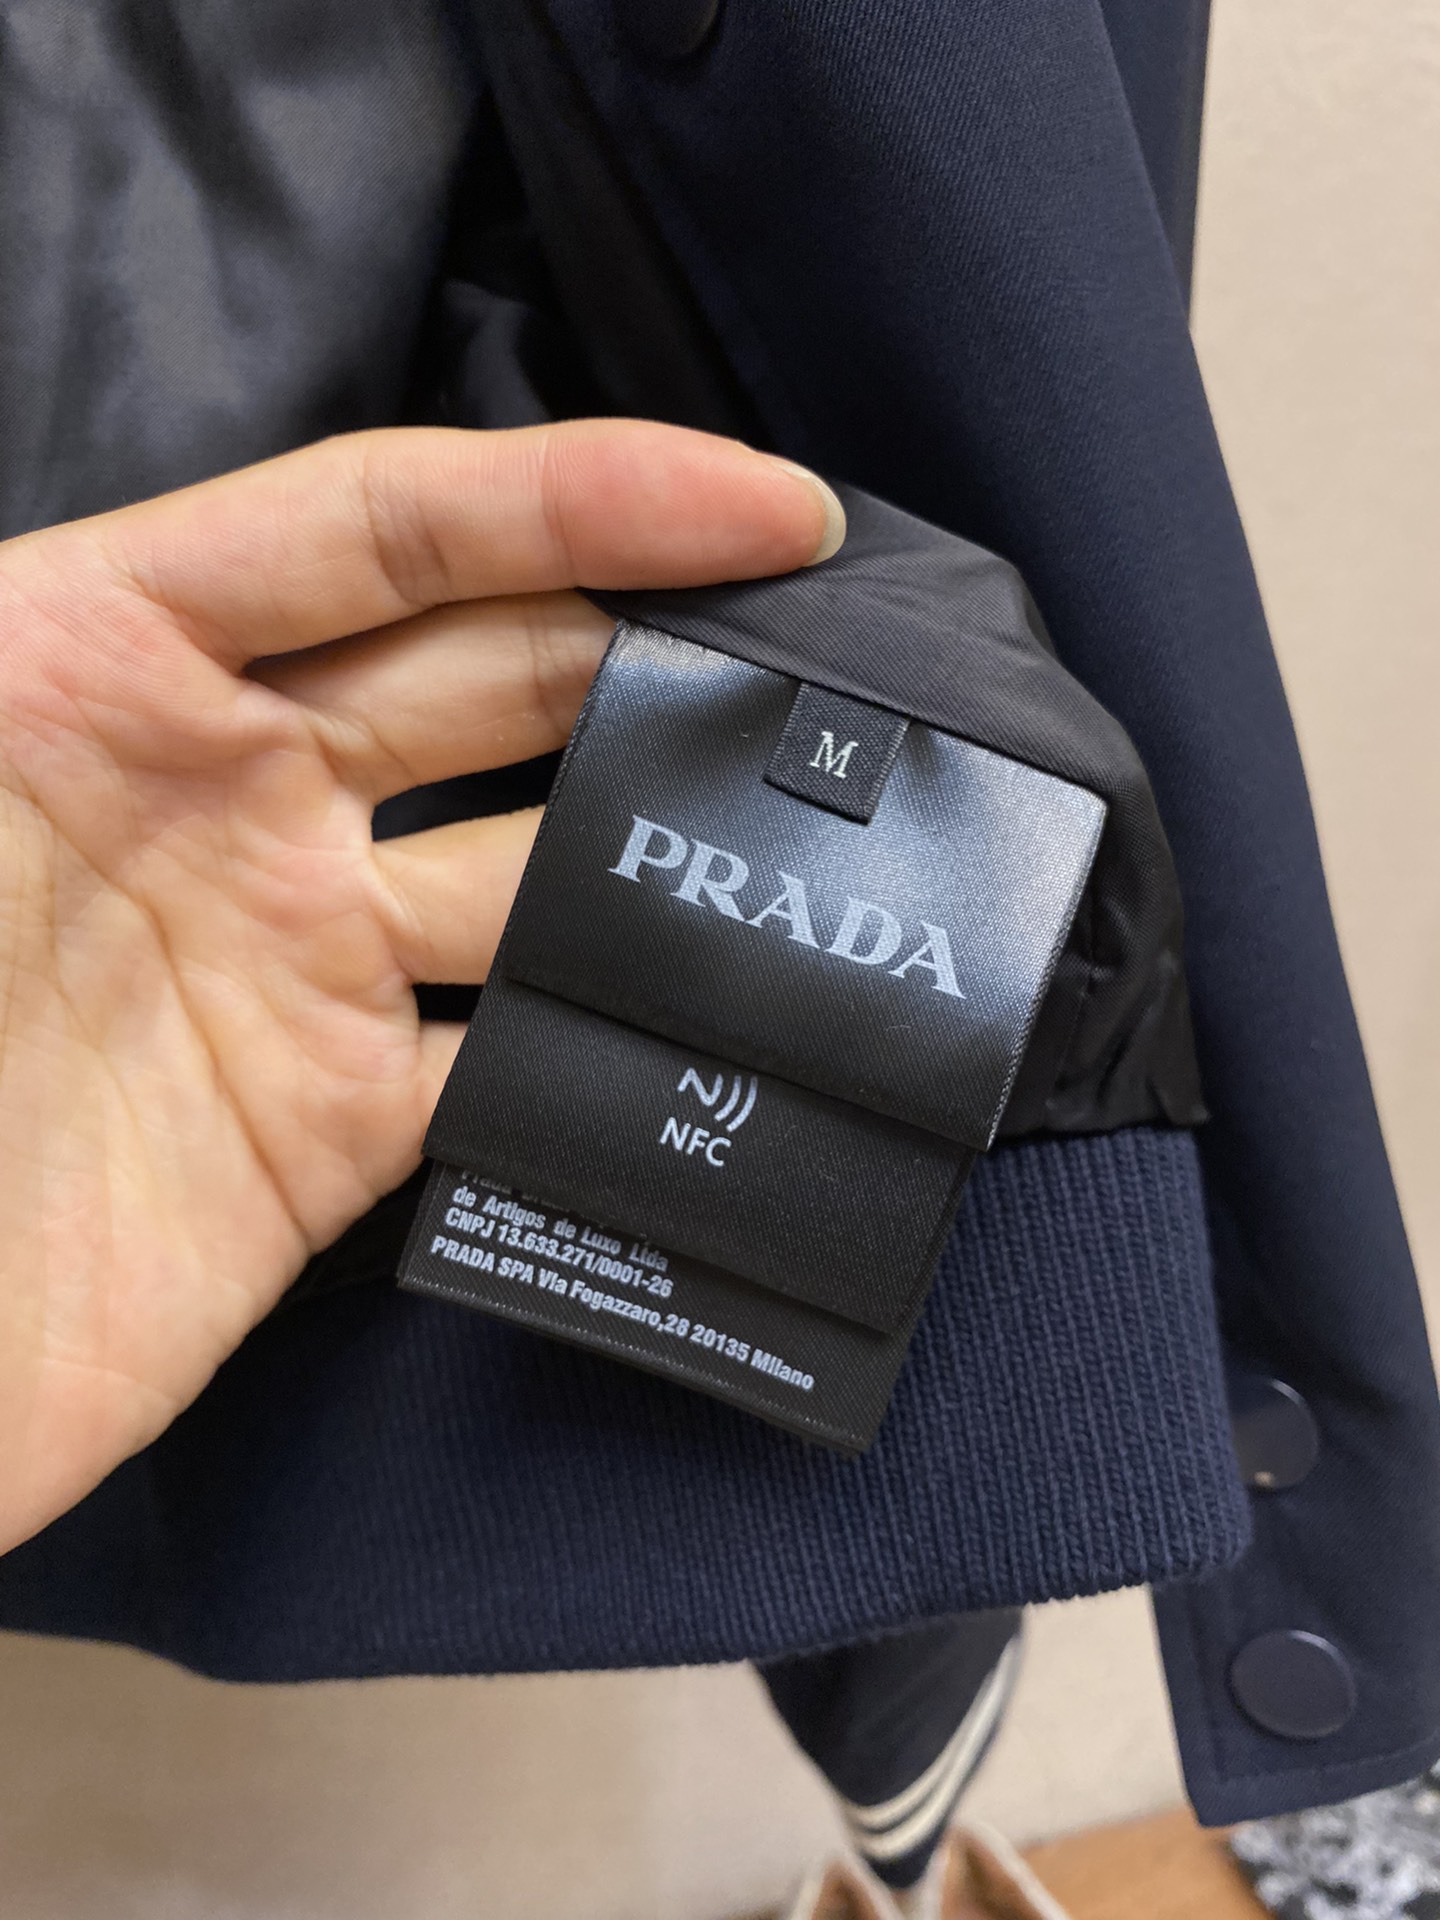 M
PRADA
N
NFC
de Artigos de Luxo Ltda
CNPJ 13.633.271/0001-26
PRADA SPA Via Fogazzaro,28 20135 Milano